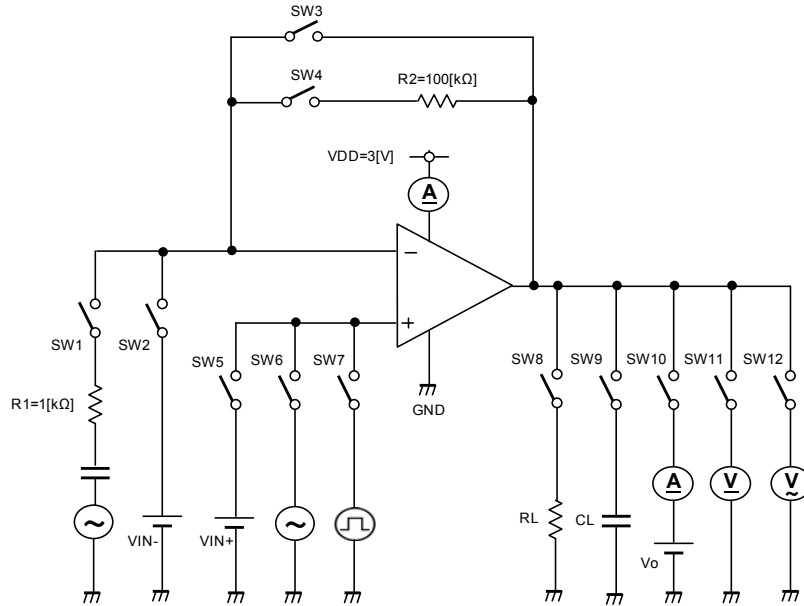 SW3
SW4
R2=100[kΩ]
VDD=3[V]
A
−
+
GND
SW1
SW2
SW5
SW6
SW7
SW8
SW9
SW10
SW11
SW12
R1=1[kΩ]
A
V
V
~
~
~
VIN-
VIN+
RL
CL
Vo